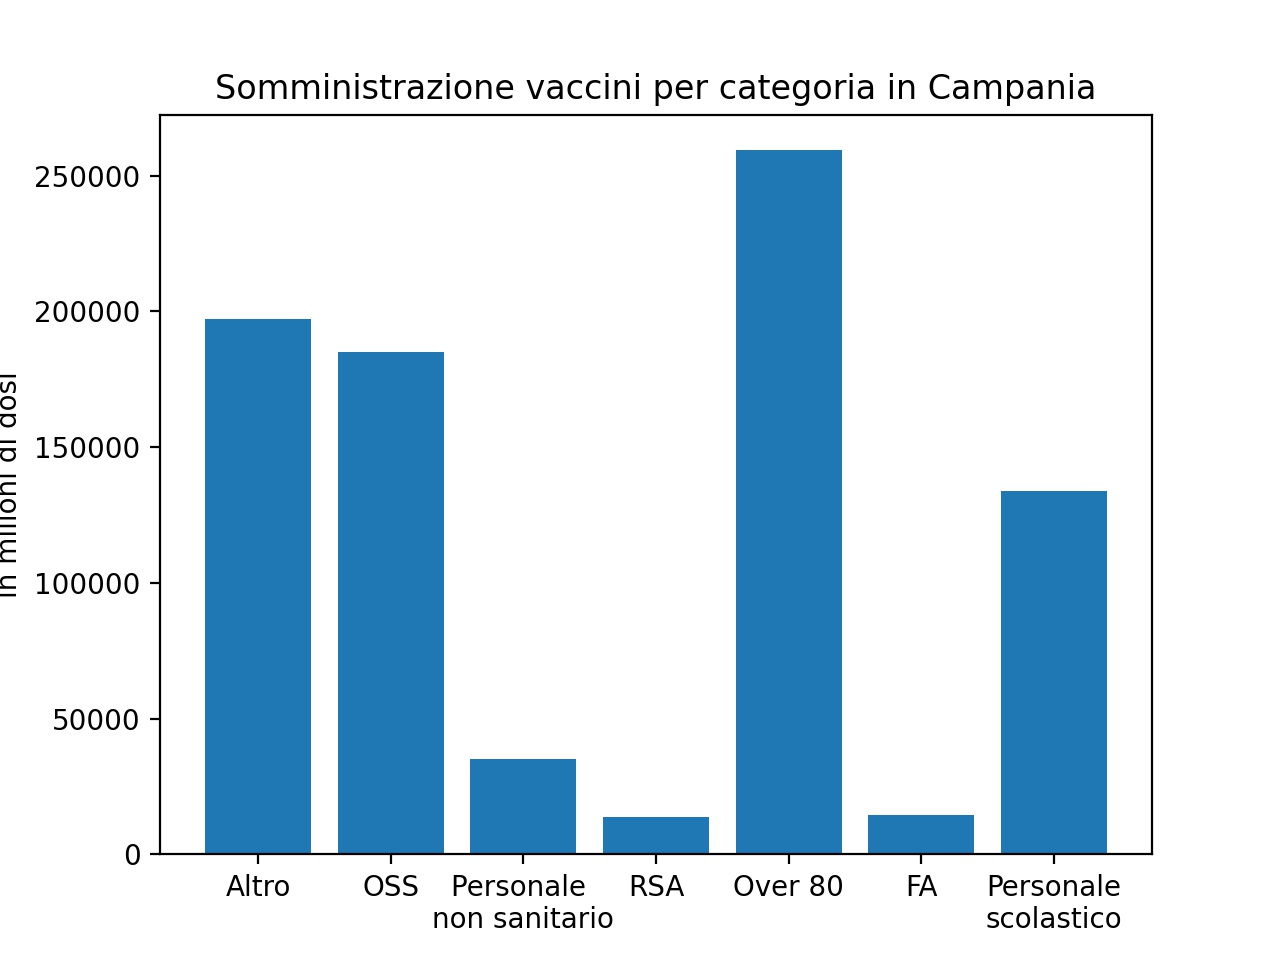 Somministrazione vaccini per categoria in Campania
in milioni di dosi
250000
200000
150000
100000
50000
0
Altro
OSS
Personale
non sanitario
RSA
Over 80
FA
Personale
scolastico